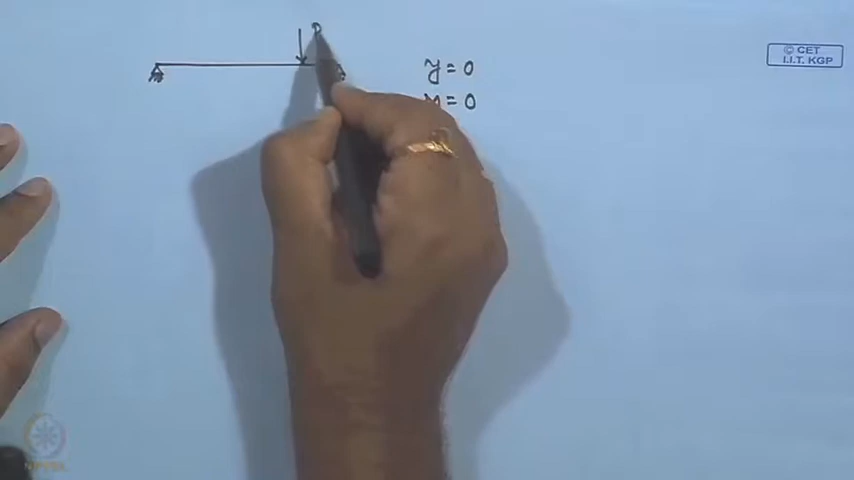 P
y = 0
= 0
© CET
I.I.T. KGP